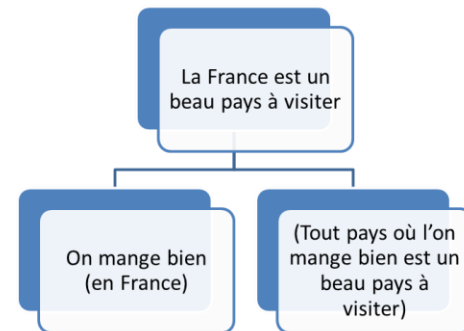 La France est un
beau pays à visiter
On mange bien
(en France)
(Tout pays où l'on
mange bien est un
beau pays à
visiter)